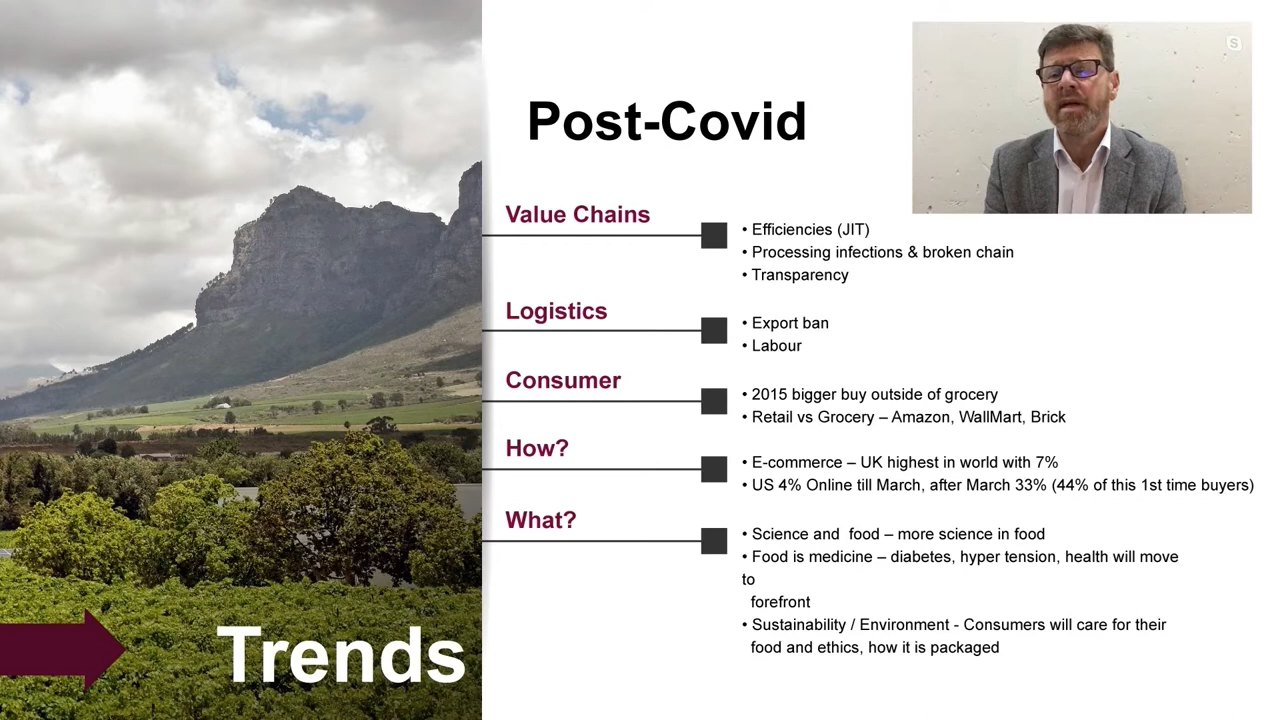 Post-Covid
Value Chains
• Efficiencies (JIT)
• Processing infections & broken chain
• Transparency
Logistics
• Export ban
• Labour
Consumer
• 2015 bigger buy outside of grocery
• Retail vs Grocery – Amazon, WallMart, Brick
How?
• E-commerce – UK highest in world with 7%
• US 4% Online till March, after March 33% (44% of this 1st time buyers)
What?
• Science and  food – more science in food
• Food is medicine – diabetes, hyper tension, health will move
to
forefront
• Sustainability / Environment - Consumers will care for their
food and ethics, how it is packaged
Trends
S